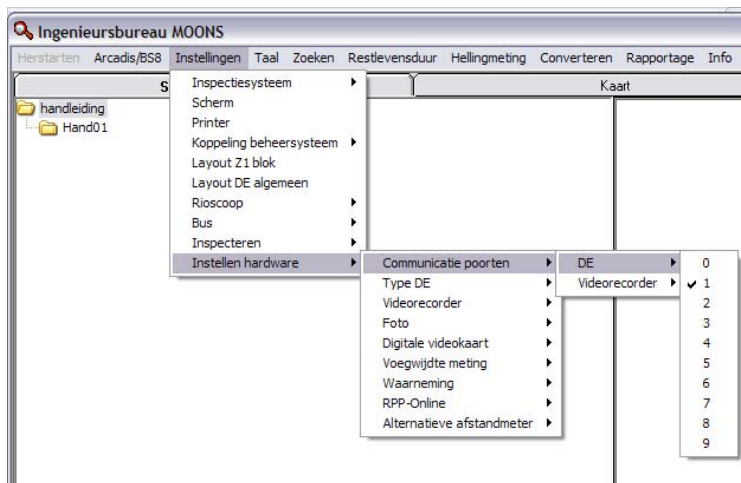 Ingenieursbureau MOONS
Herstarten Arcadis/BS8 Instellingen Taal Zoeken Restlevensduur Hellingmeting Converteren Rapportage Info
S
Kaart
handleiding
Hand01
Inspectiesysteem
Scherm
Printer
Koppeling beheersysteem
Layout Z1 blok
Layout DE algemeen
Rioscoop
Bus
Inspecteren
Instellen hardware
Communicatie poorten
Type DE
Videorecorder
Foto
Digitale videokaart
Voegwijdte meting
Waarneming
RPP-Online
Alternatieve afstandmeter
DE
Videorecorder
0
1
2
3
4
5
6
7
8
9